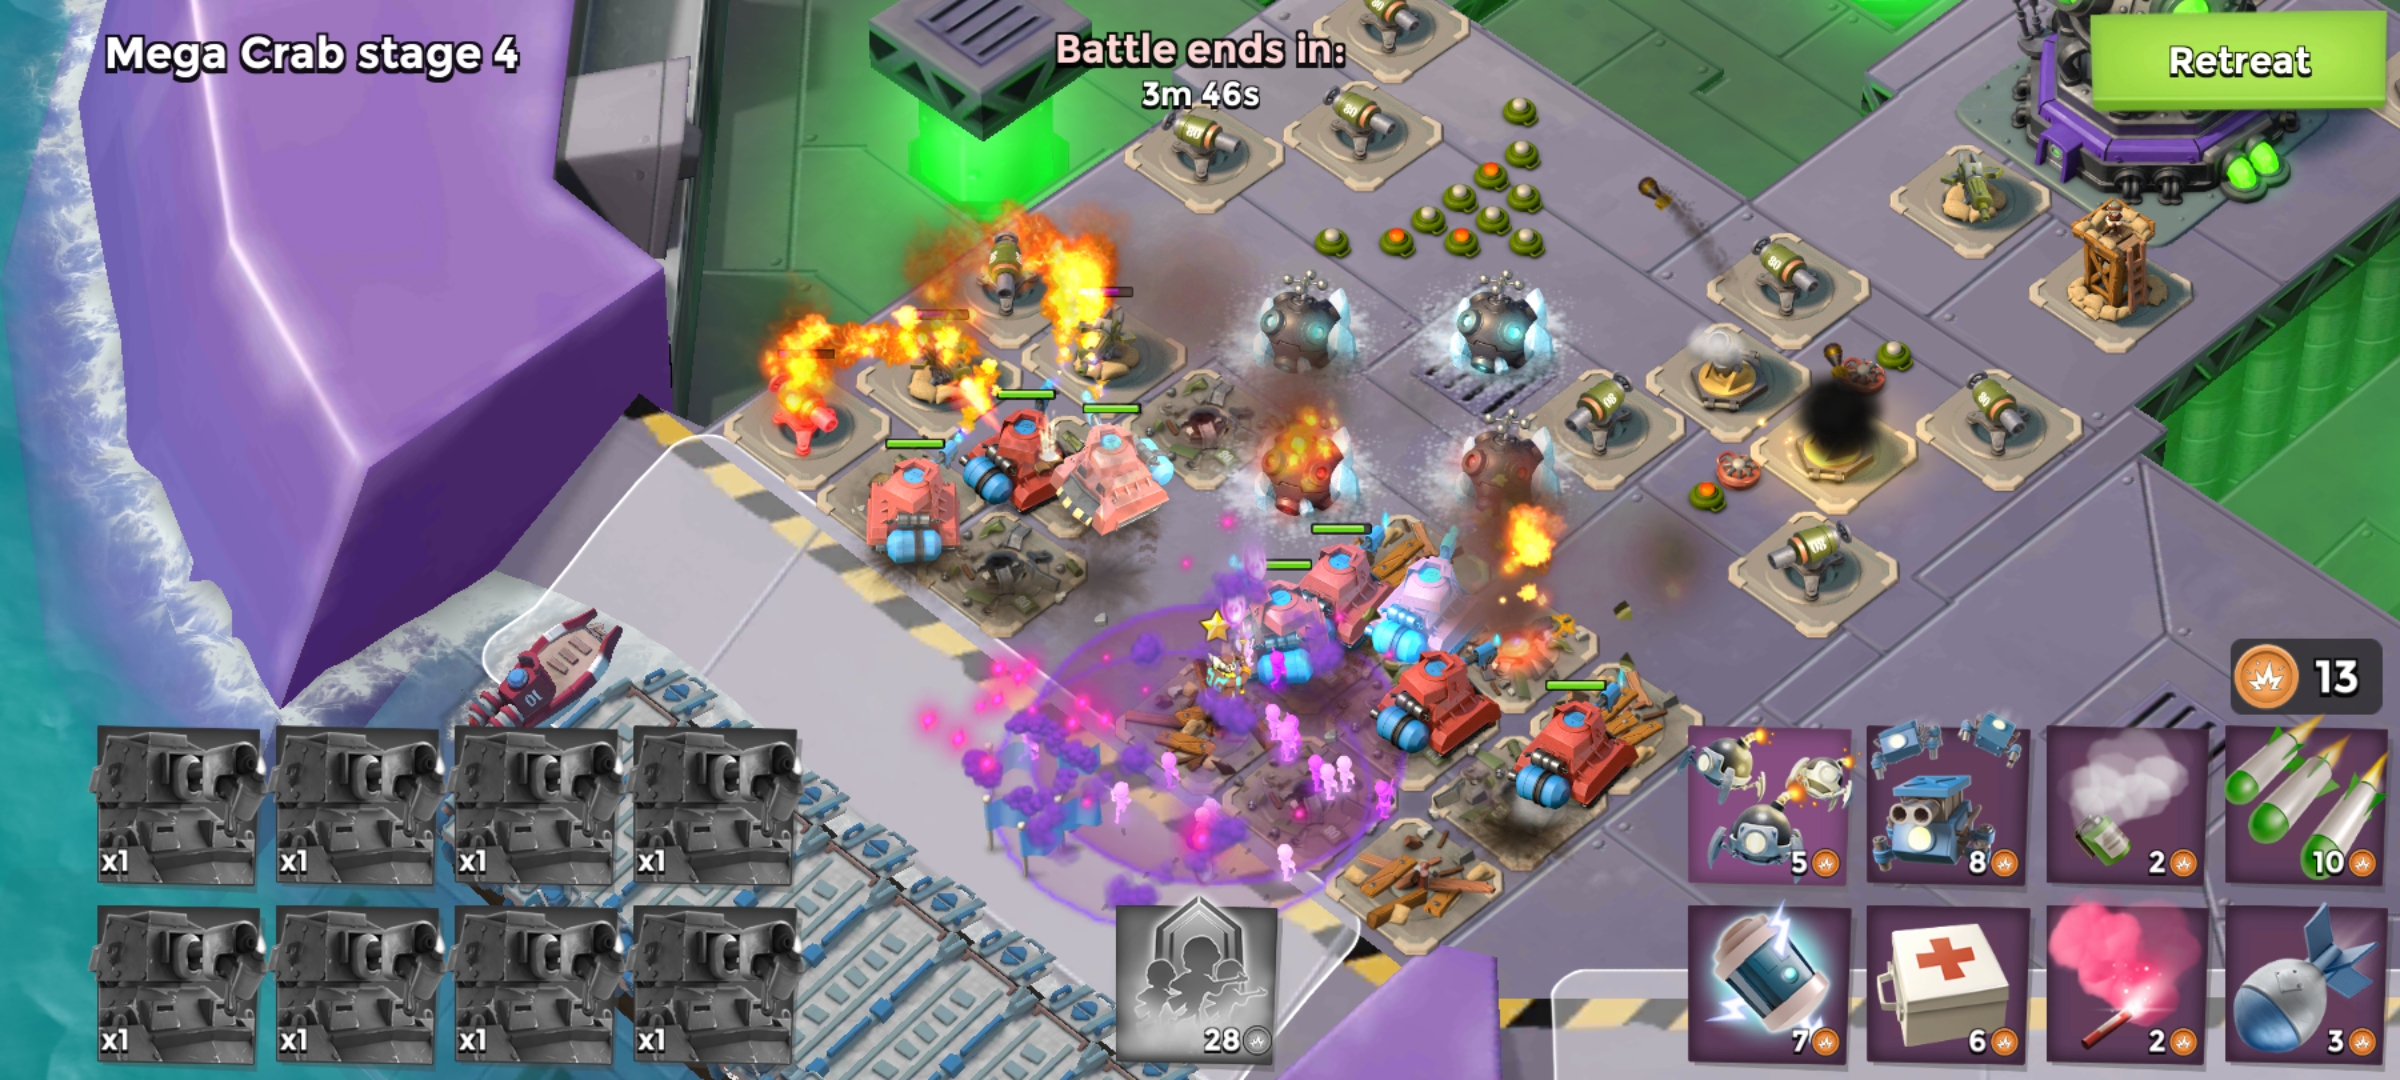 Mega Crab stage 4
Battle ends in:
3m 46s
Retreat
13
x1
x1
x1
x1
5
8
2
10
x1
x1
x1
x1
28
7
6
2
3